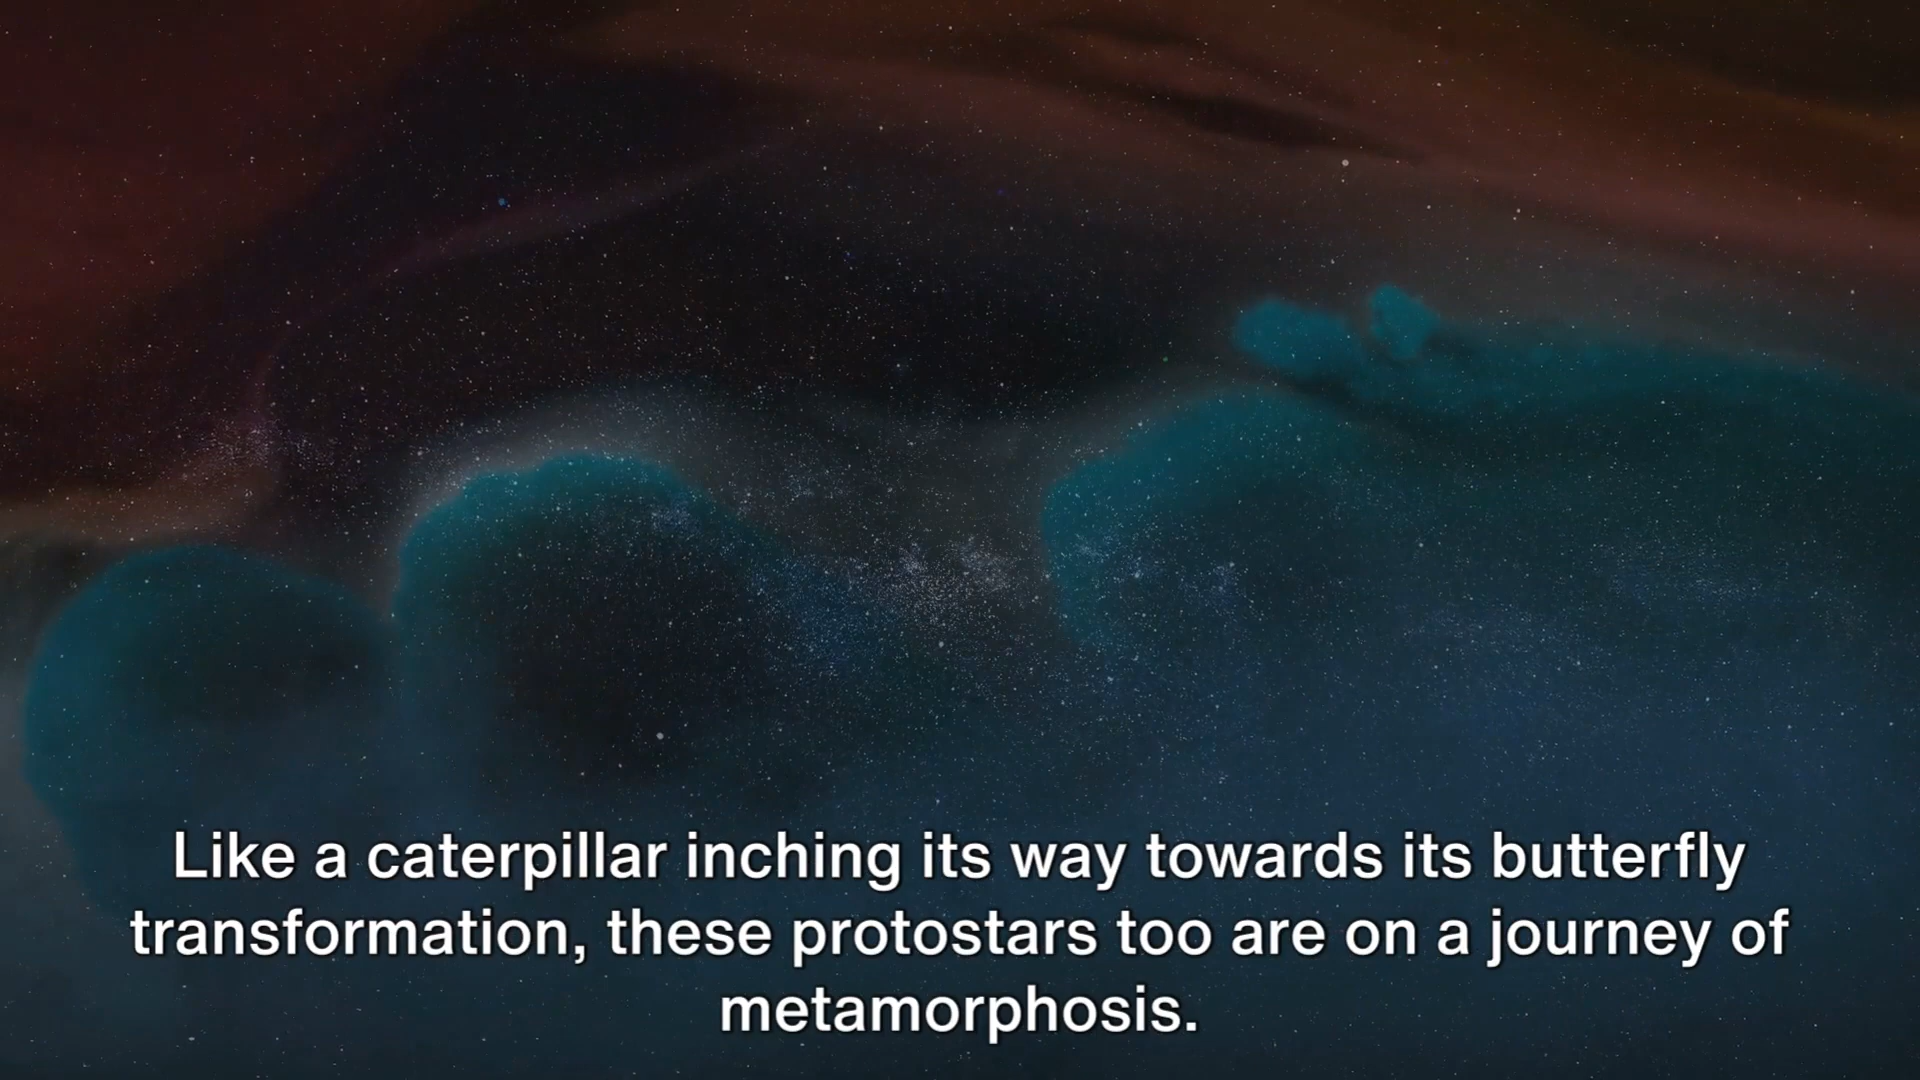 Like a caterpillar inching its way towards its butterfly
transformation, these protostars too are on a journey of
metamorphosis.